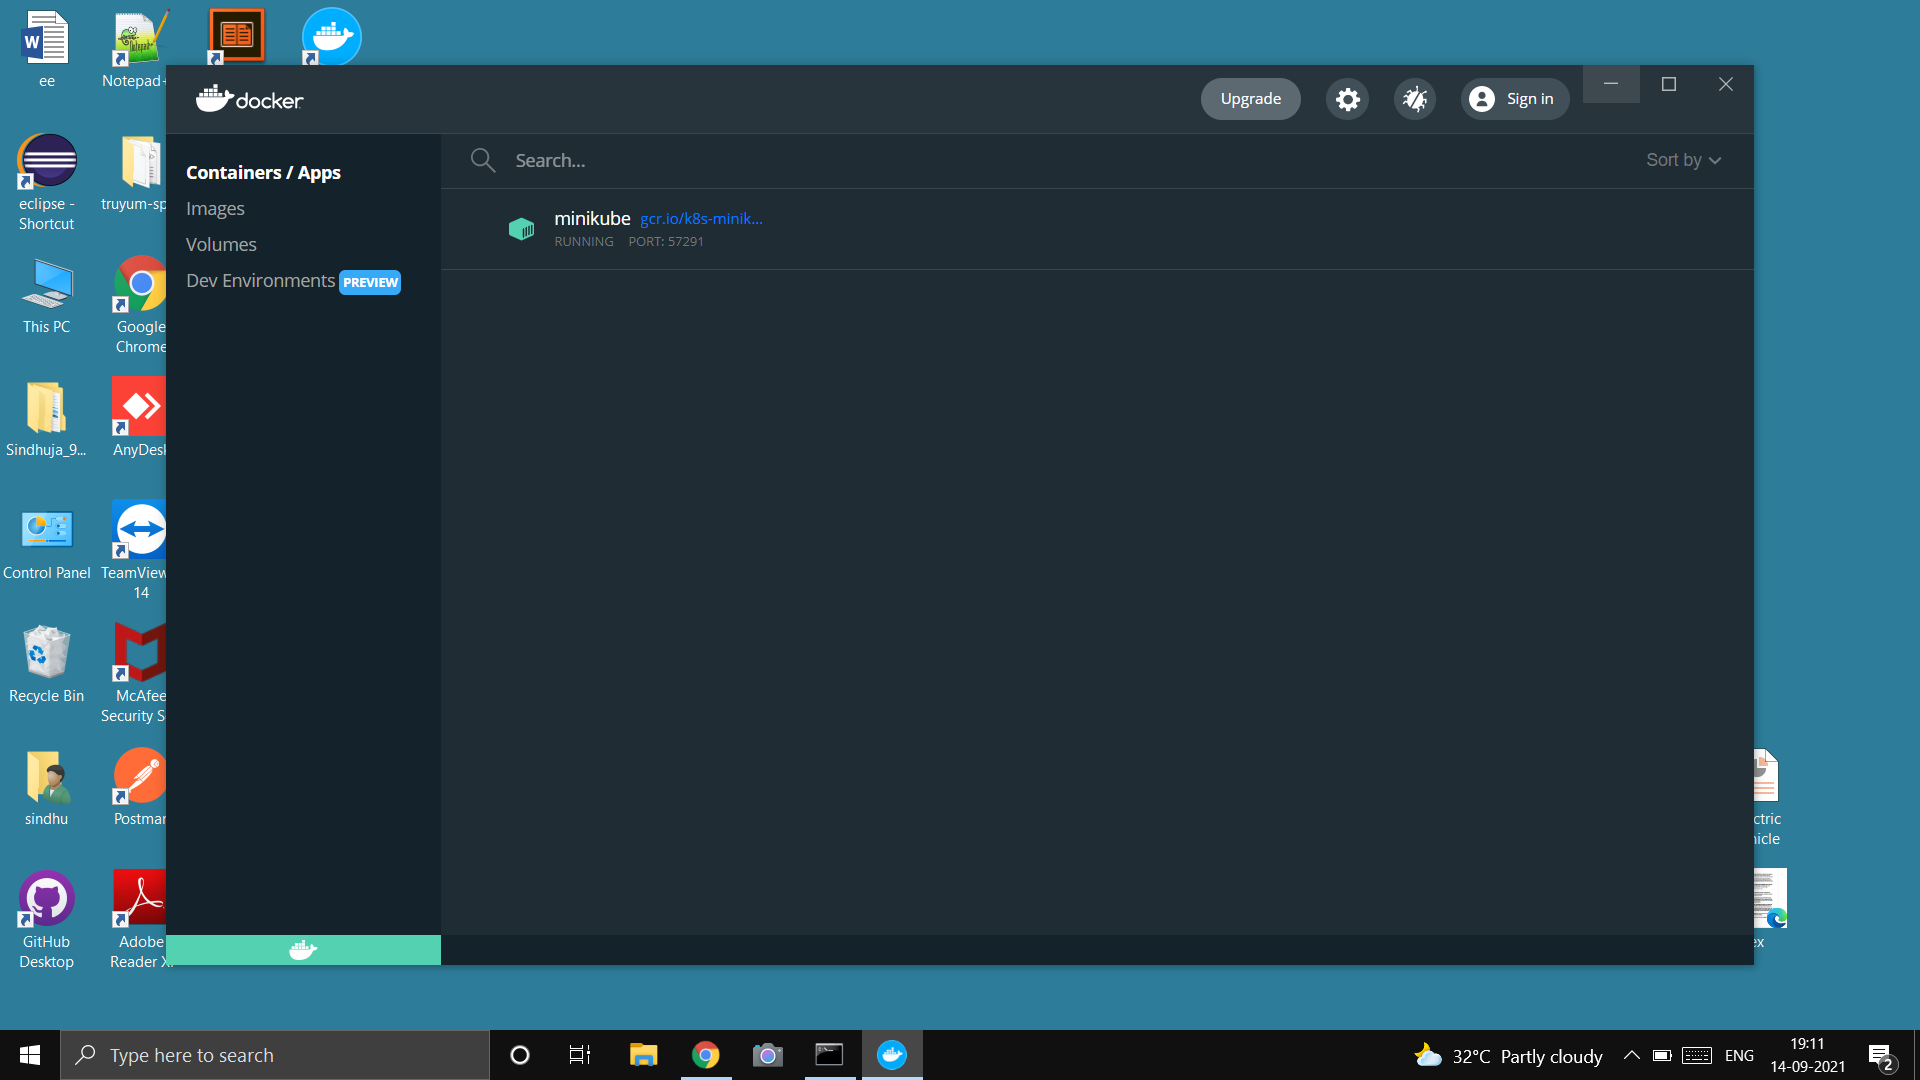 ee
Notepad+
docker
Upgrade
Sign in
Containers / Apps
Images
Volumes
Dev Environments PREVIEW
Search...
Sort by
minikube gcr.io/k8s-minik...
RUNNING PORT: 57291
eclipse -
Shortcut
truyum-sp
This PC
Google
Chrome
Sindhuja_9...
AnyDesk
Control Panel
TeamView
14
Recycle Bin
McAfee
Security S
sindhu
Postman
GitHub
Desktop
Adobe
Reader X
ctric
icle
ex
Type here to search
32°C Partly cloudy
ENG
19:11
14-09-2021
2